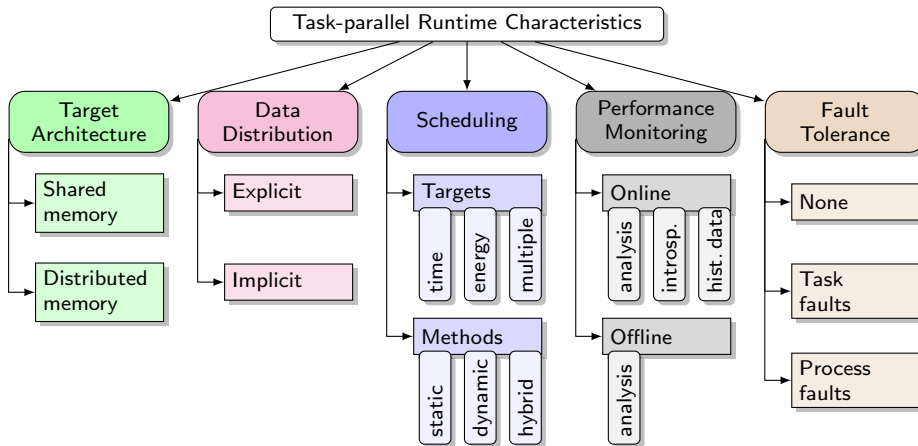 Task-parallel Runtime Characteristics
Target
Architecture
Shared
memory
Distributed
memory
Data
Distribution
Explicit
Implicit
Scheduling
Targets
time
energy
multiple
Methods
static
dynamic
hybrid
Performance
Monitoring
Online
analysis
introsp.
hist. data
Offline
analysis
Fault
Tolerance
None
Task
faults
Process
faults